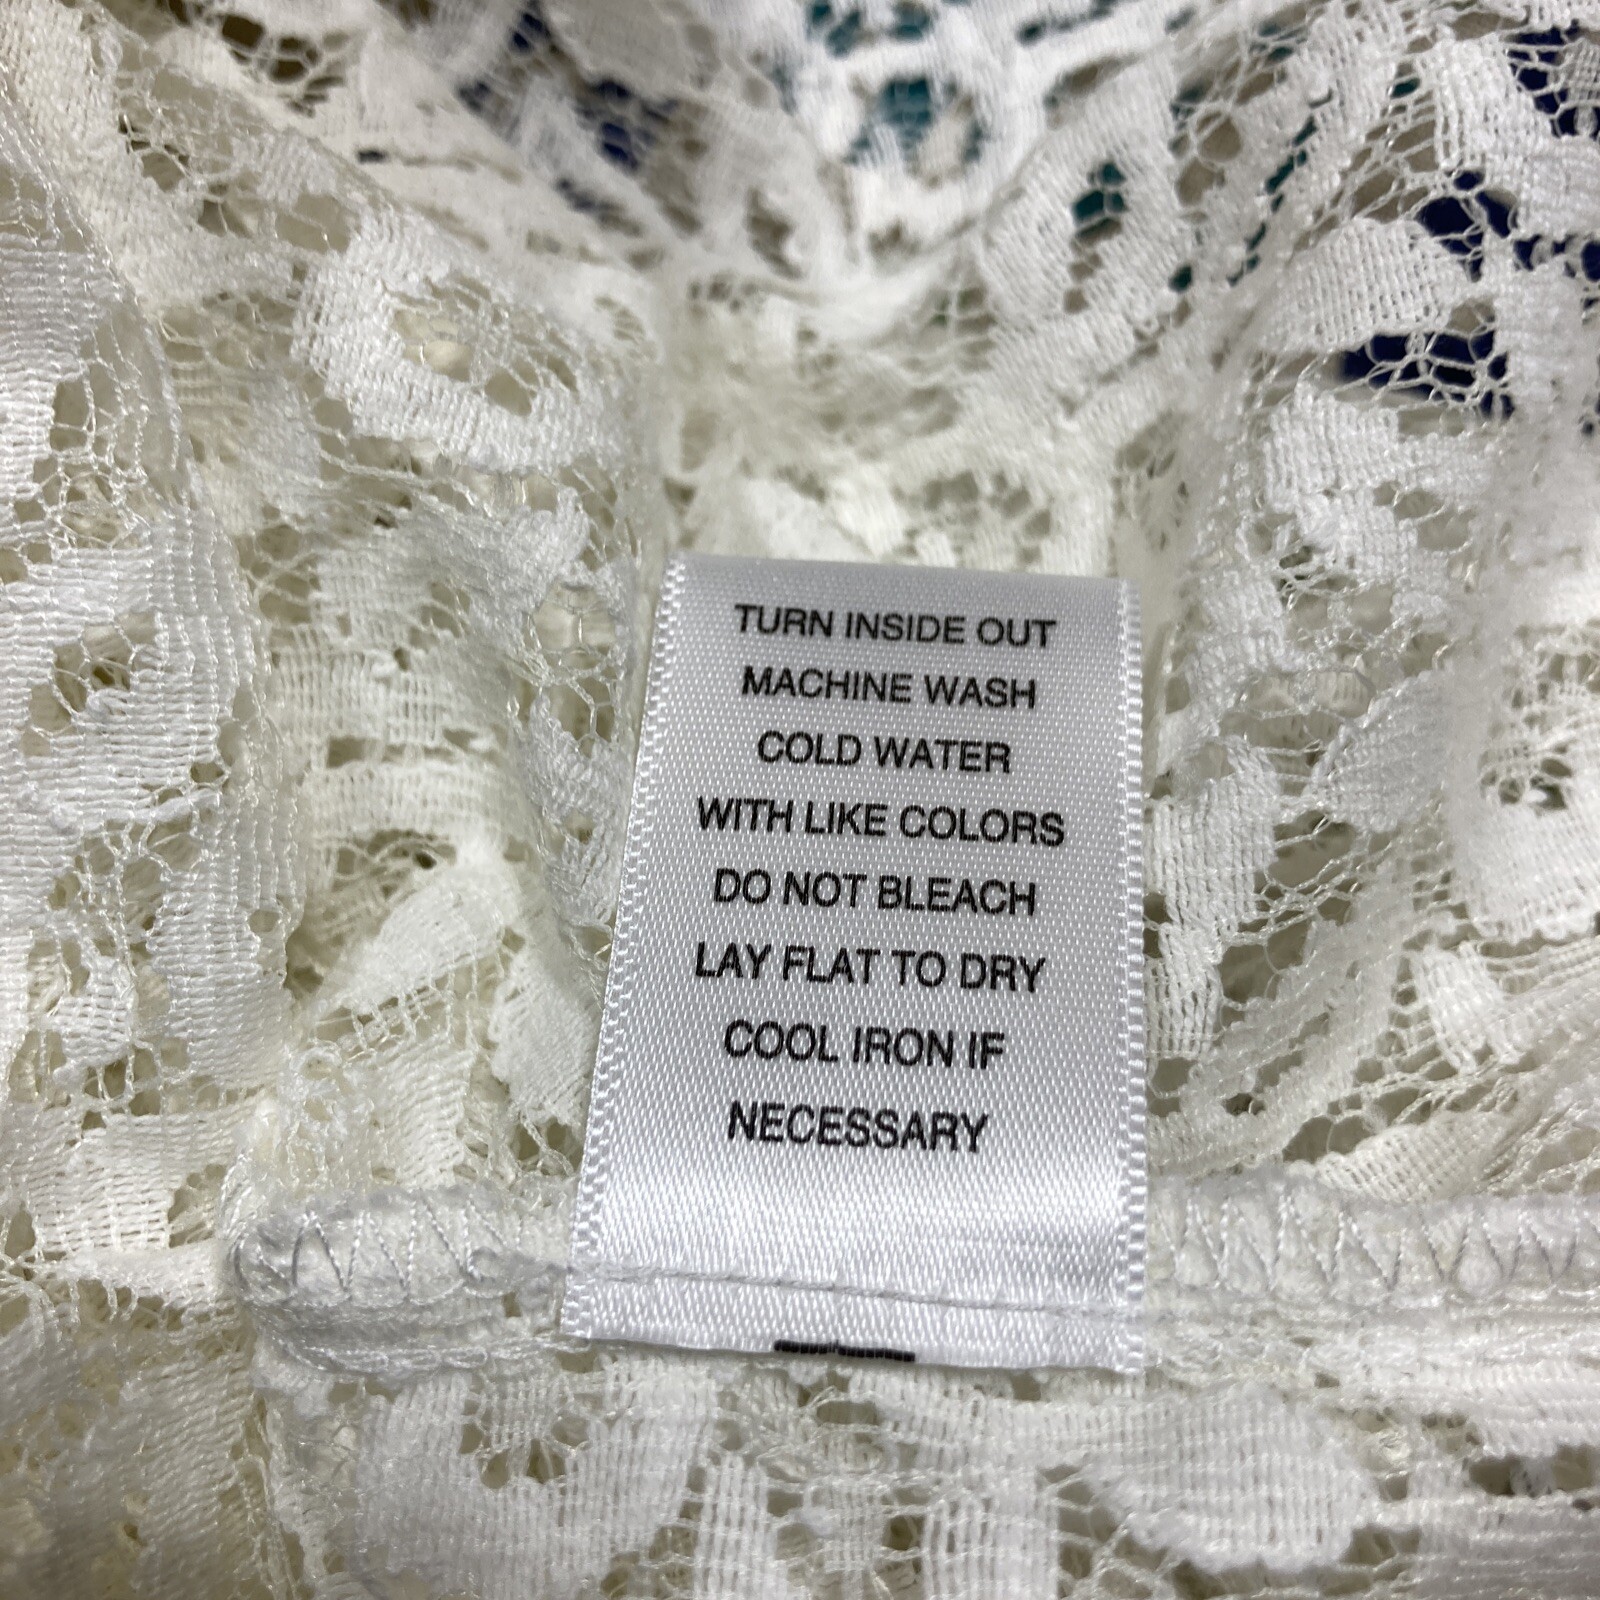 TURN INSIDE OUT
MACHINE WASH
COLD WATER
WITH LIKE COLORS
DO NOT BLEACH
LAY FLAT TO DRY
COOL IRON IF
NECESSARY